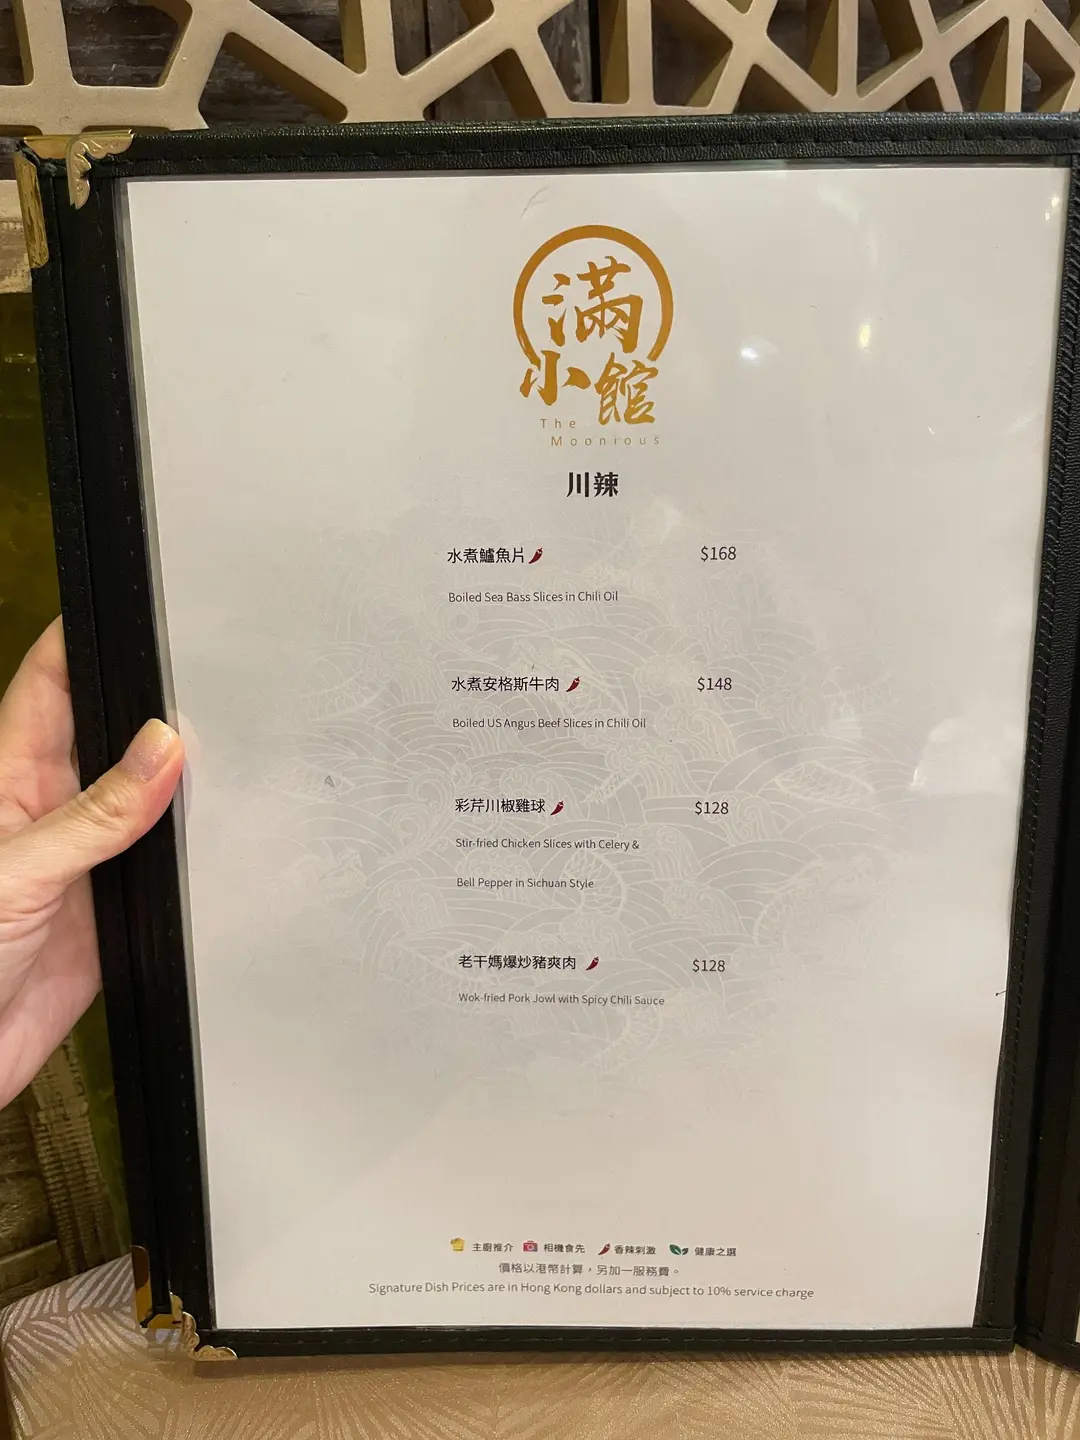 滿
小館
The
Moonious
川辣
水煮鱸魚片 $168
Boiled Sea Bass Slices in Chili Oil
水煮安格斯牛肉 $148
Boiled US Angus Beef Slices in Chili Oil
彩芹川椒雞球 $128
Stir-fried Chicken Slices with Celery &
Bell Pepper in Sichuan Style
老干媽爆炒豬爽肉 $128
Wok-fried Pork Jowl with Spicy Chili Sauce
主廚推介 相機食先 香辣刺激 健康之選
價格以港幣計算，另加一服務費。
Signature Dish Prices are in Hong Kong dollars and subject to 10% service charge